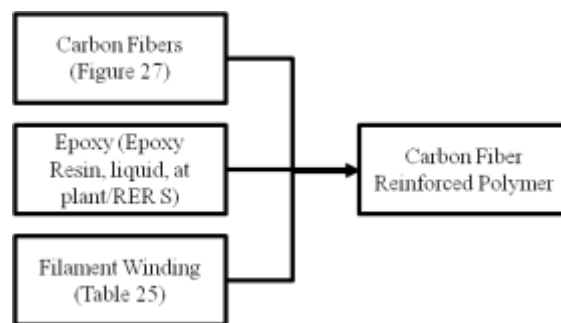 Carbon Fibers
(Figure 27)
Epoxy (Epoxy
Resin, liquid, at
plant/RER S)
Carbon Fiber
Reinforced Polymer
Filament Winding
(Table 25)